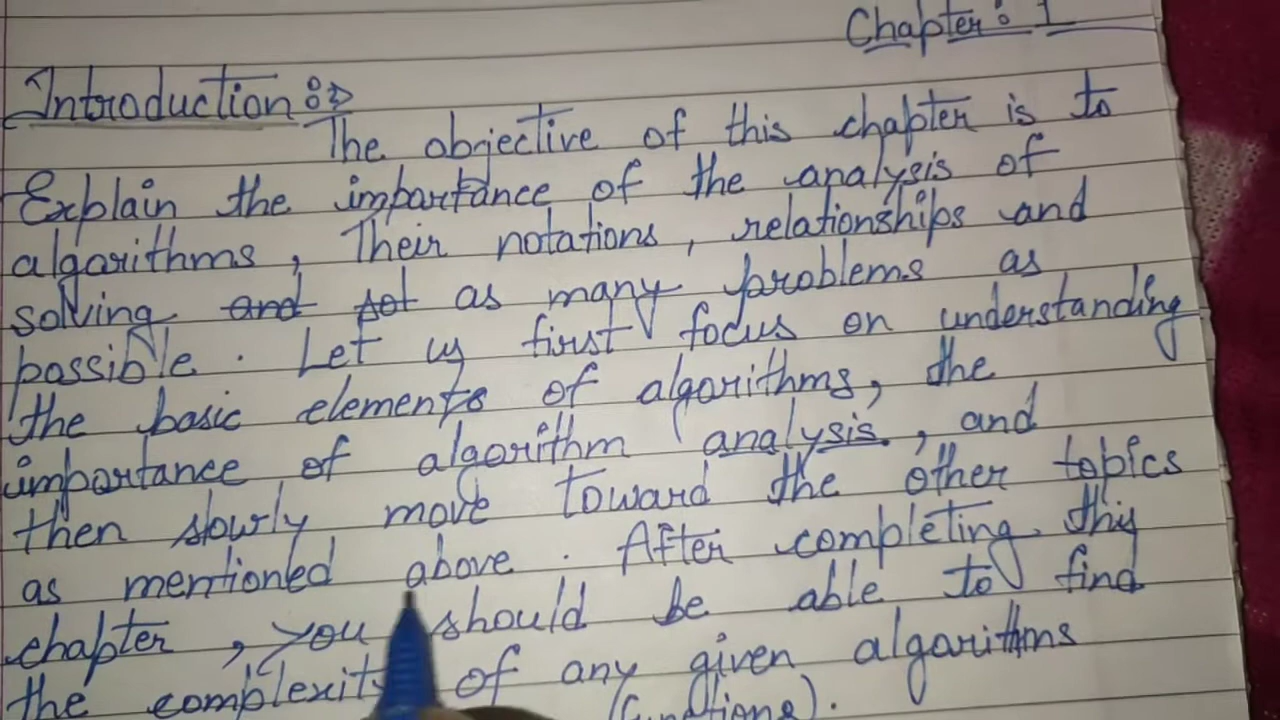 Chapter: 1
Introduction :⇒
The objective of this chapter is to
Explain the importance of the analysis of
algorithms, Their notations, relationships and
solving and sol as many problems as
possible. Let us first focus on understanding
the basic elements of algorithms, the
importance of algorithm analysis, and
then slowly move toward the other topics
as mentioned above. After completing this
chapter, you should be able to find
the complexity of any given algorithms
(functions).